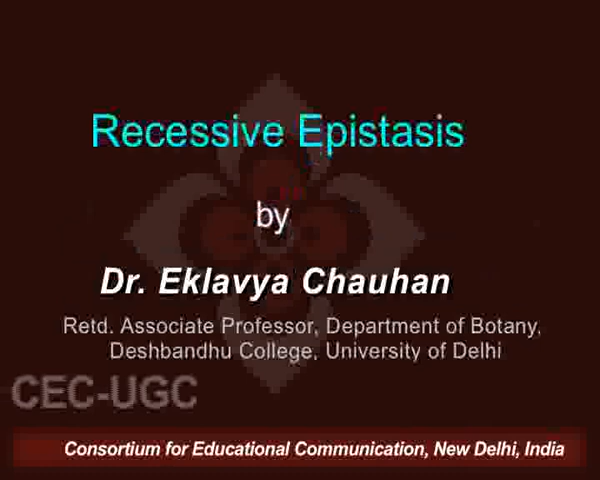 Recessive Epistasis
by
Dr. Eklavya Chauhan
Retd. Associate Professor, Department of Botany,
Deshbandhu College, University of Delhi
CEC-UGC
Consortium for Educational Communication, New Delhi, India